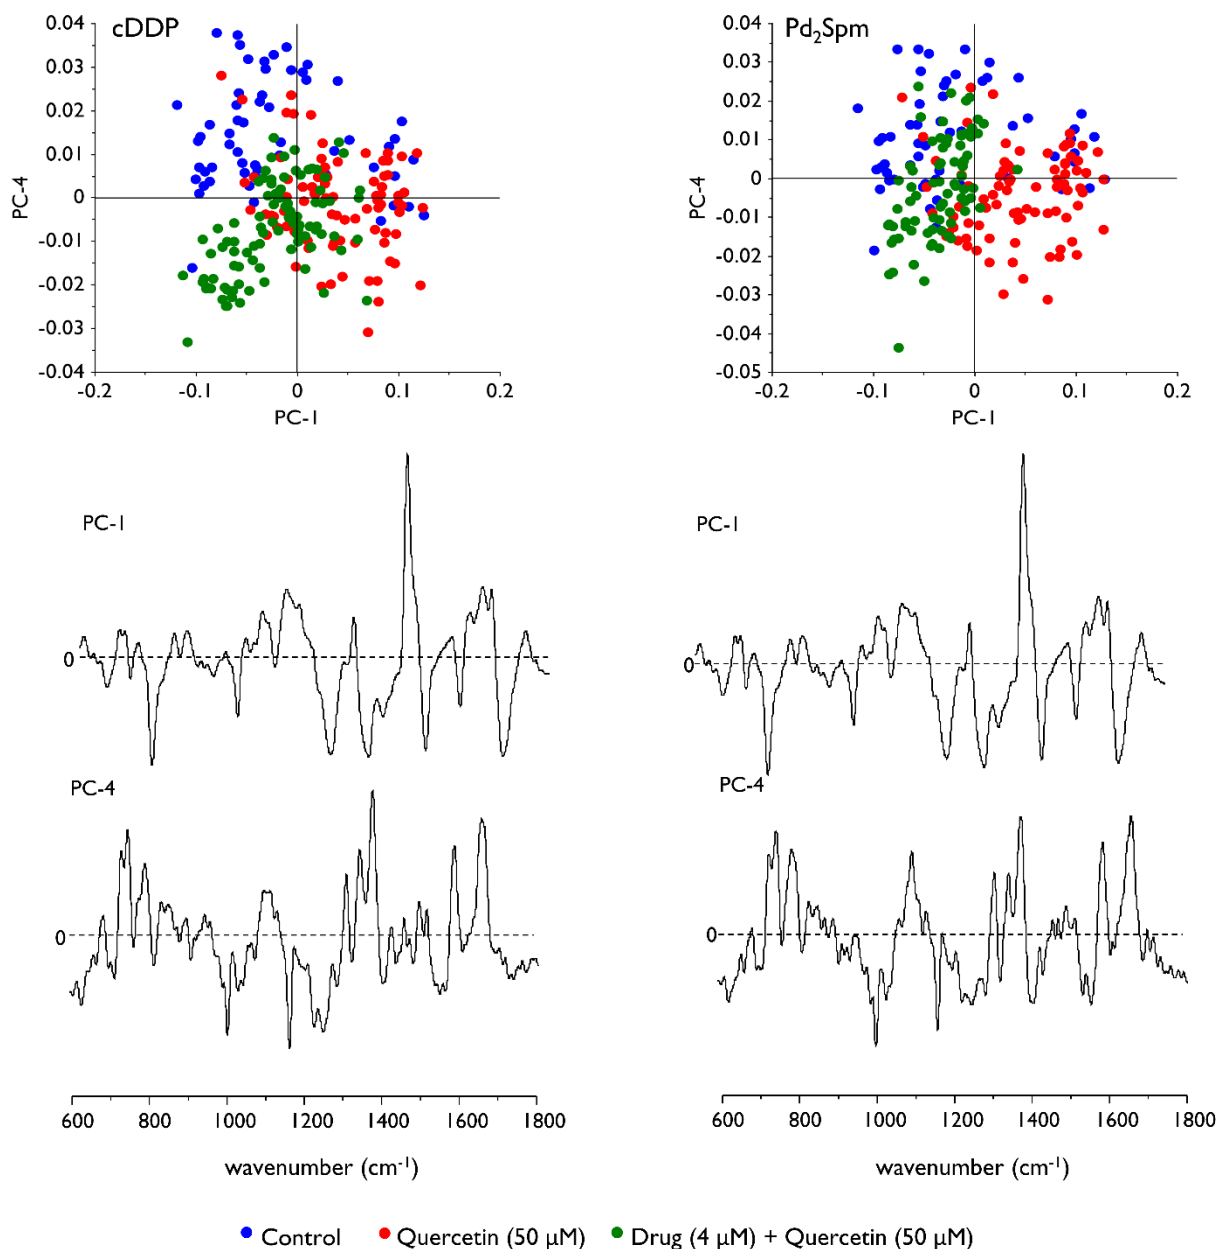 cDDP
0.04
0.03
0.02
0.01
0
-0.01
-0.02
-0.03
-0.04
PC-4
-0.2
-0.1
0
0.1
0.2
PC-1
Pd₂Spm
0.04
0.03
0.02
0.01
0
-0.01
-0.02
-0.03
-0.04
-0.05
PC-4
-0.2
-0.1
0
0.1
0.2
PC-1
PC-1
0
PC-1
0
PC-4
0
PC-4
0
600 800 1000 1200 1400 1600 1800
wavenumber (cm⁻¹)
600 800 1000 1200 1400 1600 1800
wavenumber (cm⁻¹)
Control Quercetin (50 μM) Drug (4 μM) + Quercetin (50 μM)